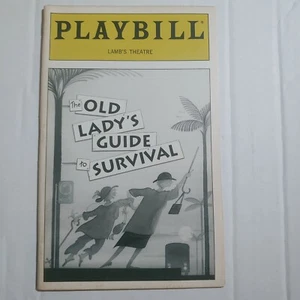 PLAYBILL
LAMB'S THEATRE
The OLD
LADY'S
GUIDE
to SURVIVAL